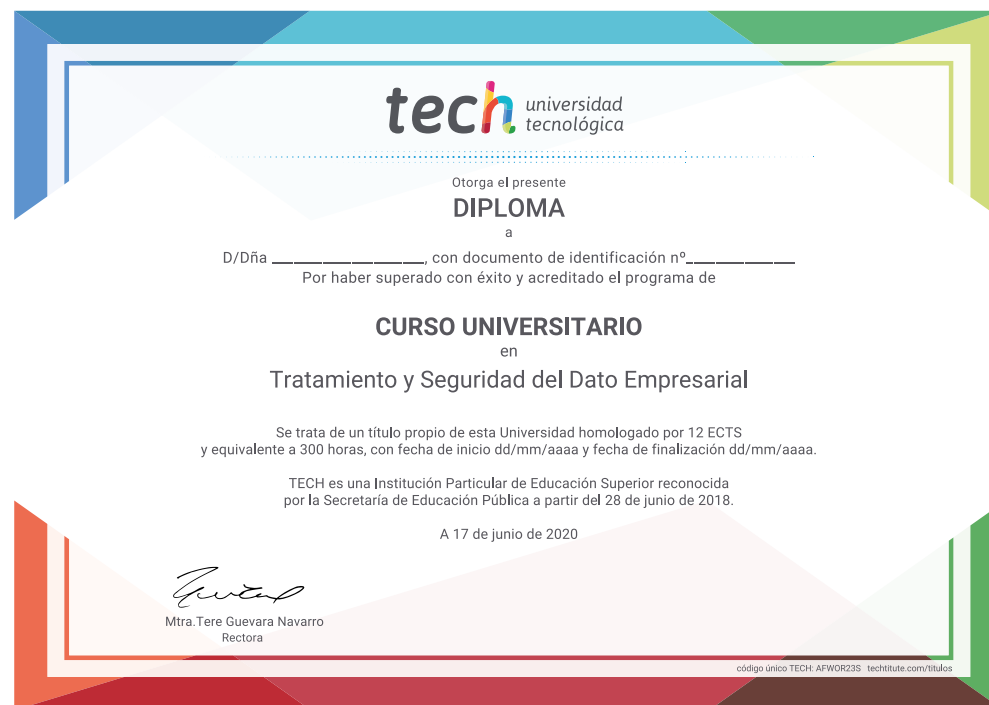 tech universidad
tecnológica
Otorga el presente
DIPLOMA
a
D/Dña ______________, con documento de identificación nº__________
Por haber superado con éxito y acreditado el programa de
CURSO UNIVERSITARIO
en
Tratamiento y Seguridad del Dato Empresarial
Se trata de un título propio de esta Universidad homologado por 12 ECTS
y equivalente a 300 horas, con fecha de inicio dd/mm/aaaa y fecha de finalización dd/mm/aaaa.
TECH es una Institución Particular de Educación Superior reconocida
por la Secretaría de Educación Pública a partir del 28 de junio de 2018.
A 17 de junio de 2020
Mtra.Tere Guevara Navarro
Rectora
código único TECH: AFWOR23S techtitute.com/titulos